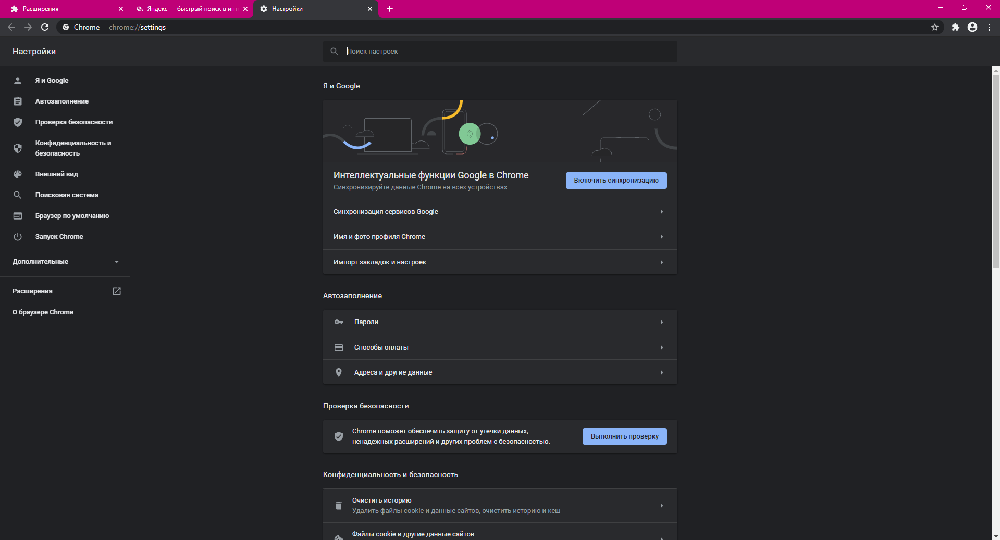 Расширения
Яндекс — быстрый поиск в инт
Настройки
Chrome
chrome://settings
Настройки
Поиск настроек
Я и Google
Автозаполнение
Проверка безопасности
Конфиденциальность и
безопасность
Внешний вид
Поисковая система
Браузер по умолчанию
Запуск Chrome
Дополнительные
Расширения
О браузере Chrome
Я и Google
Интеллектуальные функции Google в Chrome
Синхронизируйте данные Chrome на всех устройствах
Включить синхронизацию
Синхронизация сервисов Google
Имя и фото профиля Chrome
Импорт закладок и настроек
Автозаполнение
Пароли
Способы оплаты
Адреса и другие данные
Проверка безопасности
Chrome поможет обеспечить защиту от утечки данных,
ненадежных расширений и других проблем с безопасностью.
Выполнить проверку
Конфиденциальность и безопасность
Очистить историю
Удалить файлы cookie и данные сайтов, очистить историю и кеш
Файлы cookie и другие данные сайтов